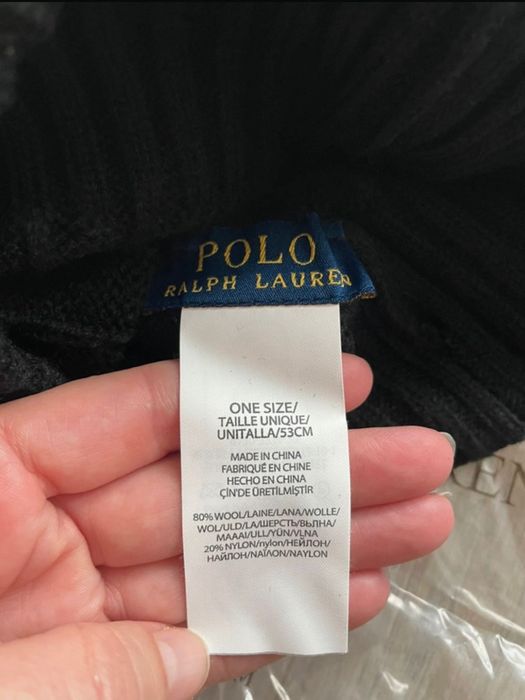 POLO
RALPH LAUREN
ONE SIZE/
TAILLE UNIQUE/
UNITALLA/53CM
MADE IN CHINA
FABRIQUÉ EN CHINE
HECHO EN CHINA
ÇİN'DE ÜRETİLMİŞTİR
80% WOOL/LAINE/LANA/WOLLE/
WOL/ULD/LA/ШЕРСТЬ/ВЪЛНА/
MAAAI/ULL/YÜN/VLNA
20% NYLON/nylon/НЕЙЛОН/
НАЙЛОН/ΝΑΪΛΟΝ/NAYLON